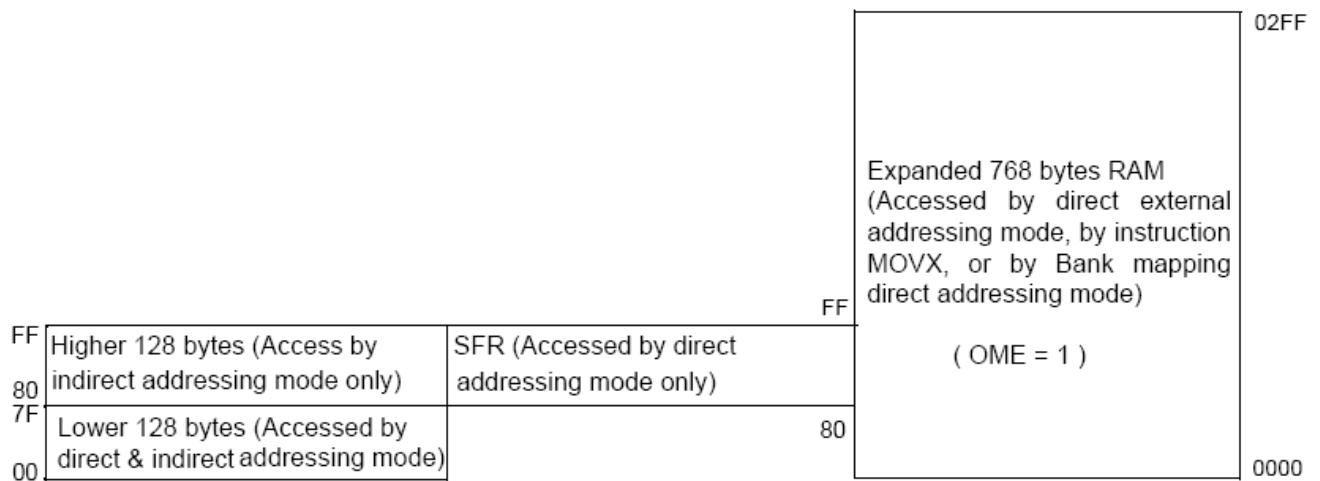 02FF
Expanded 768 bytes RAM
(Accessed by direct external
addressing mode, by instruction
MOVX, or by Bank mapping
direct addressing mode)
( OME = 1 )
0000
FF
Higher 128 bytes (Access by
indirect addressing mode only)
80
FF
SFR (Accessed by direct
addressing mode only)
80
7F
Lower 128 bytes (Accessed by
direct & indirect addressing mode)
00